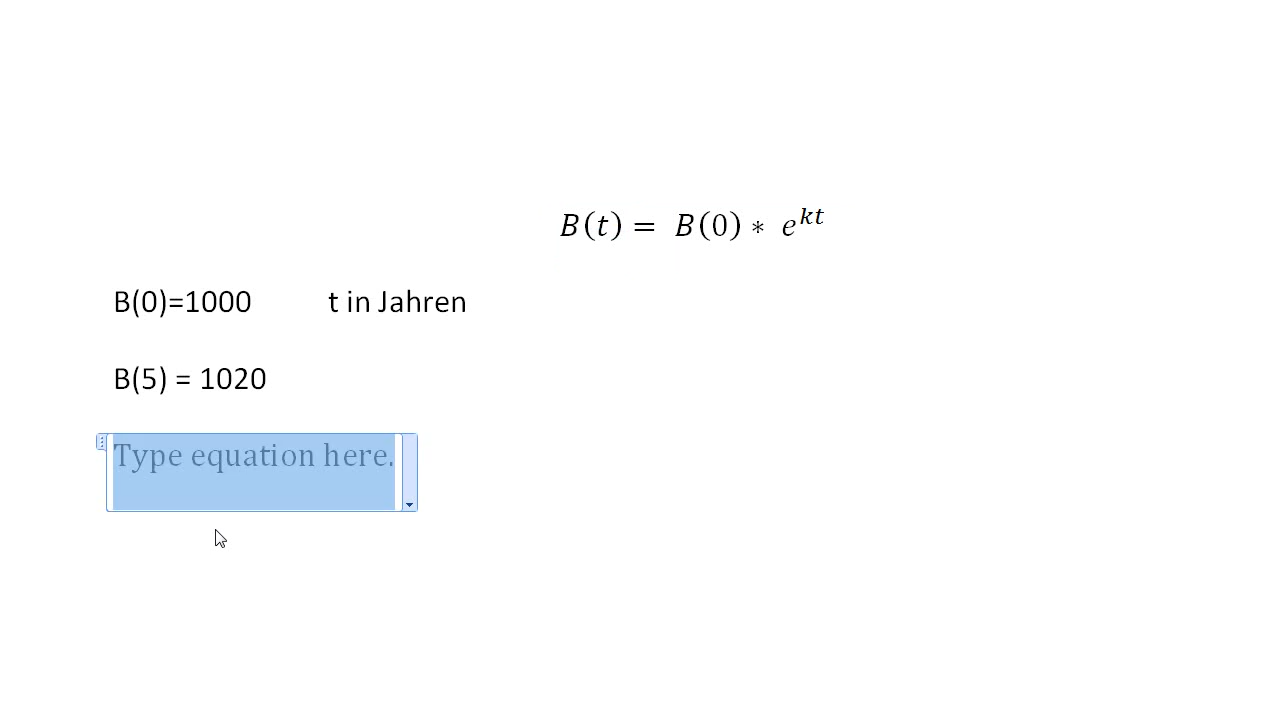 B(t) = B(0) * e^{kt}
B(0)=1000 t in Jahren
B(5) = 1020
Type equation here.